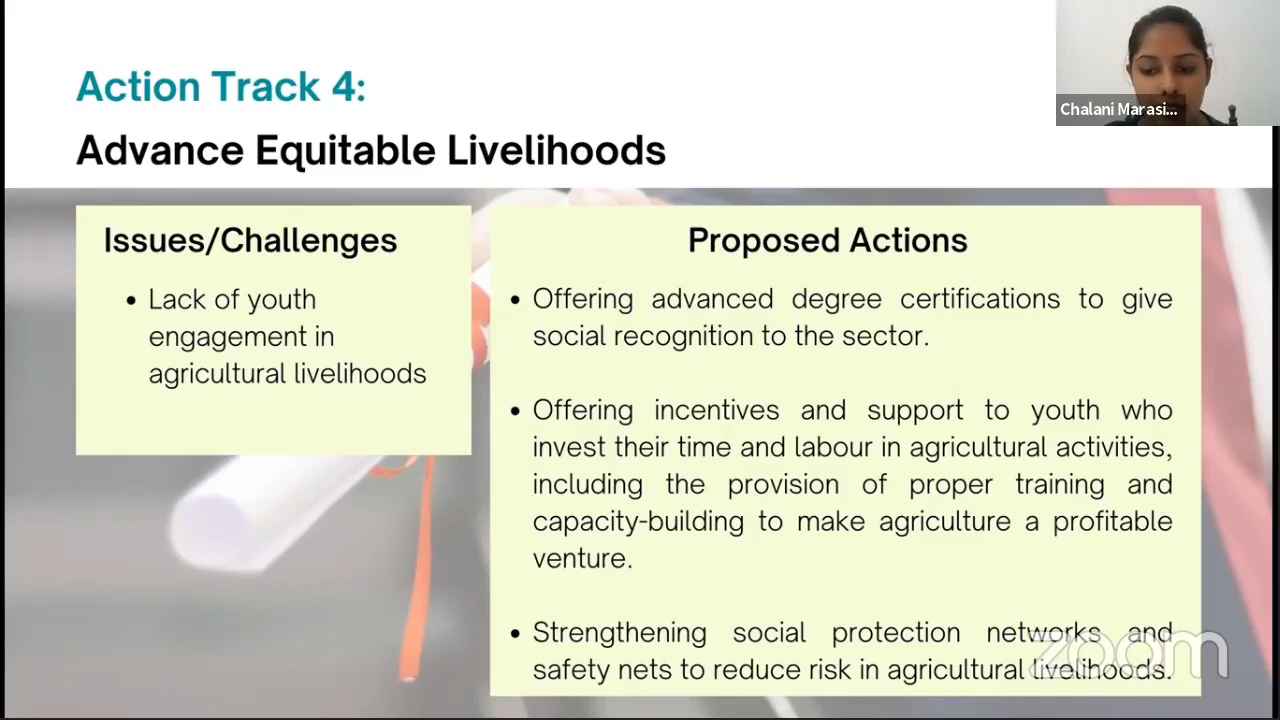 Action Track 4:
Advance Equitable Livelihoods
Chalani Marasi...
Issues/Challenges
• Lack of youth
engagement in
agricultural livelihoods
Proposed Actions
• Offering advanced degree certifications to give
social recognition to the sector.
• Offering incentives and support to youth who
invest their time and labour in agricultural activities,
including the provision of proper training and
capacity-building to make agriculture a profitable
venture.
• Strengthening social protection networks and
safety nets to reduce risk in agricultural livelihoods.
zoom